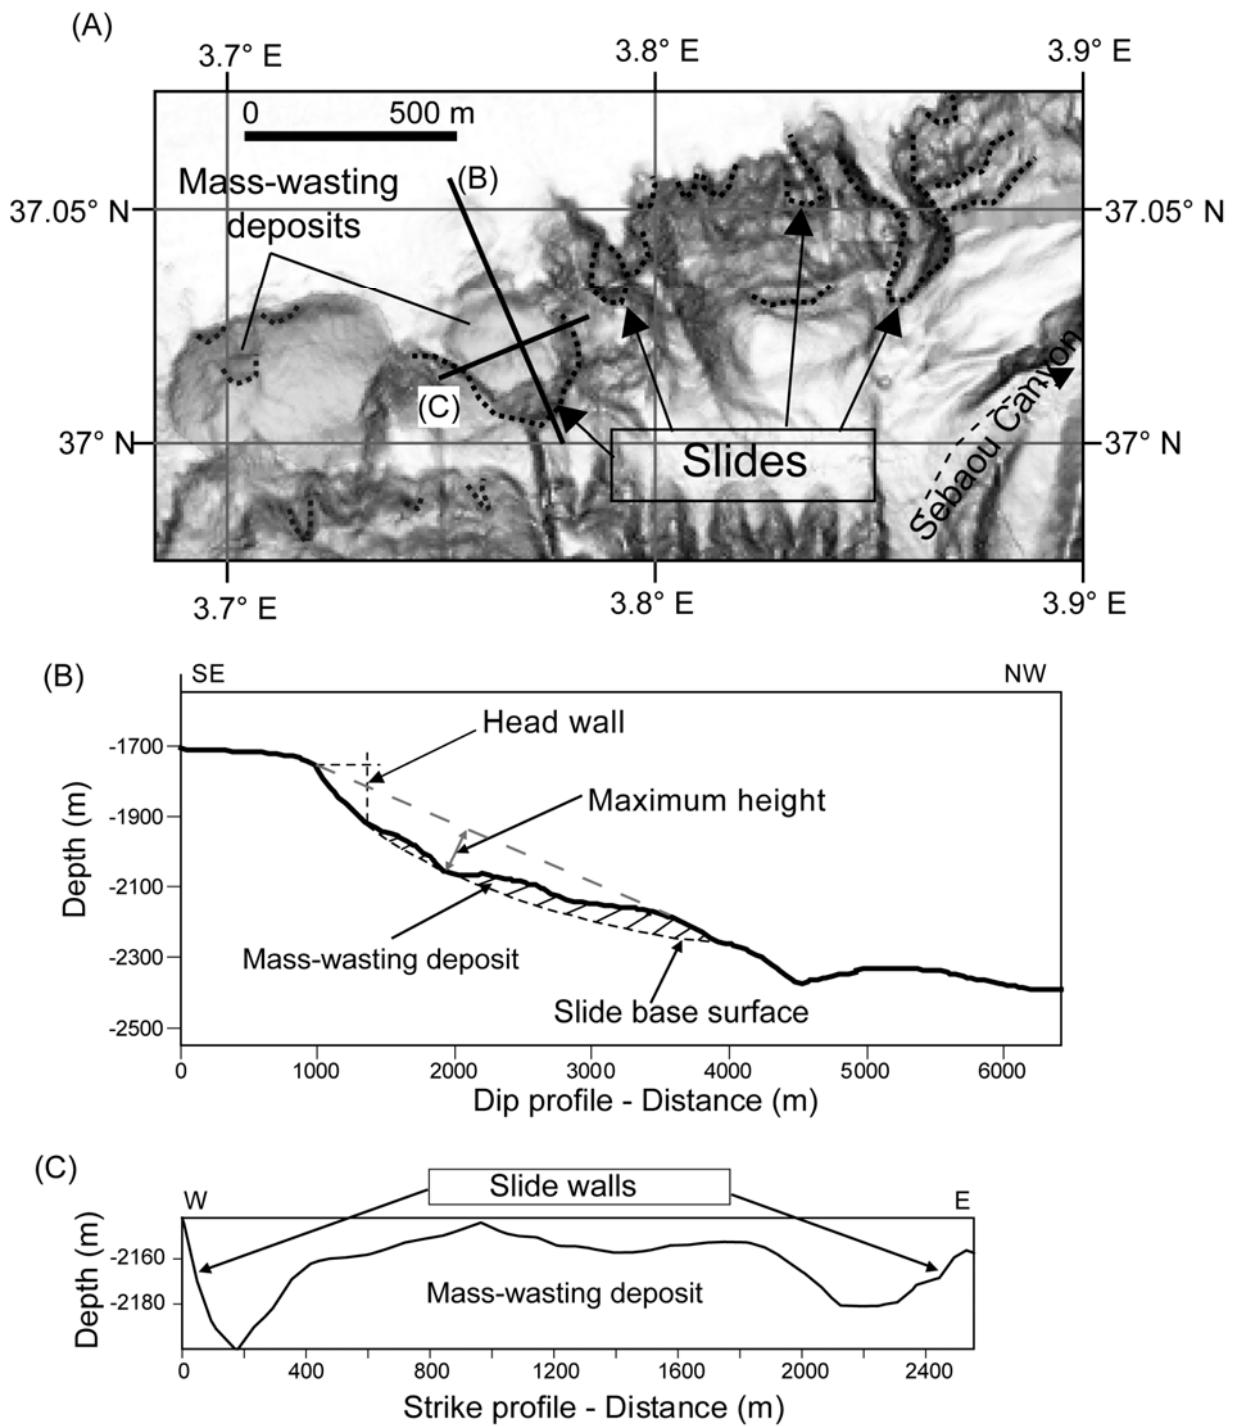 (A)
3.7° E
3.8° E
3.9° E
0
500 m
Mass-wasting
deposits
(B)
37.05° N
37.05° N
(C)
37° N
37° N
Slides
Sebaou Canyon
3.7° E
3.8° E
3.9° E
(B)
SE
NW
Head wall
Maximum height
Mass-wasting deposit
Slide base surface
Depth (m)
-1700
-1900
-2100
-2300
-2500
0 1000 2000 3000 4000 5000 6000
Dip profile - Distance (m)
(C)
Slide walls
W
E
Depth (m)
-2160
-2180
Mass-wasting deposit
0 400 800 1200 1600 2000 2400
Strike profile - Distance (m)